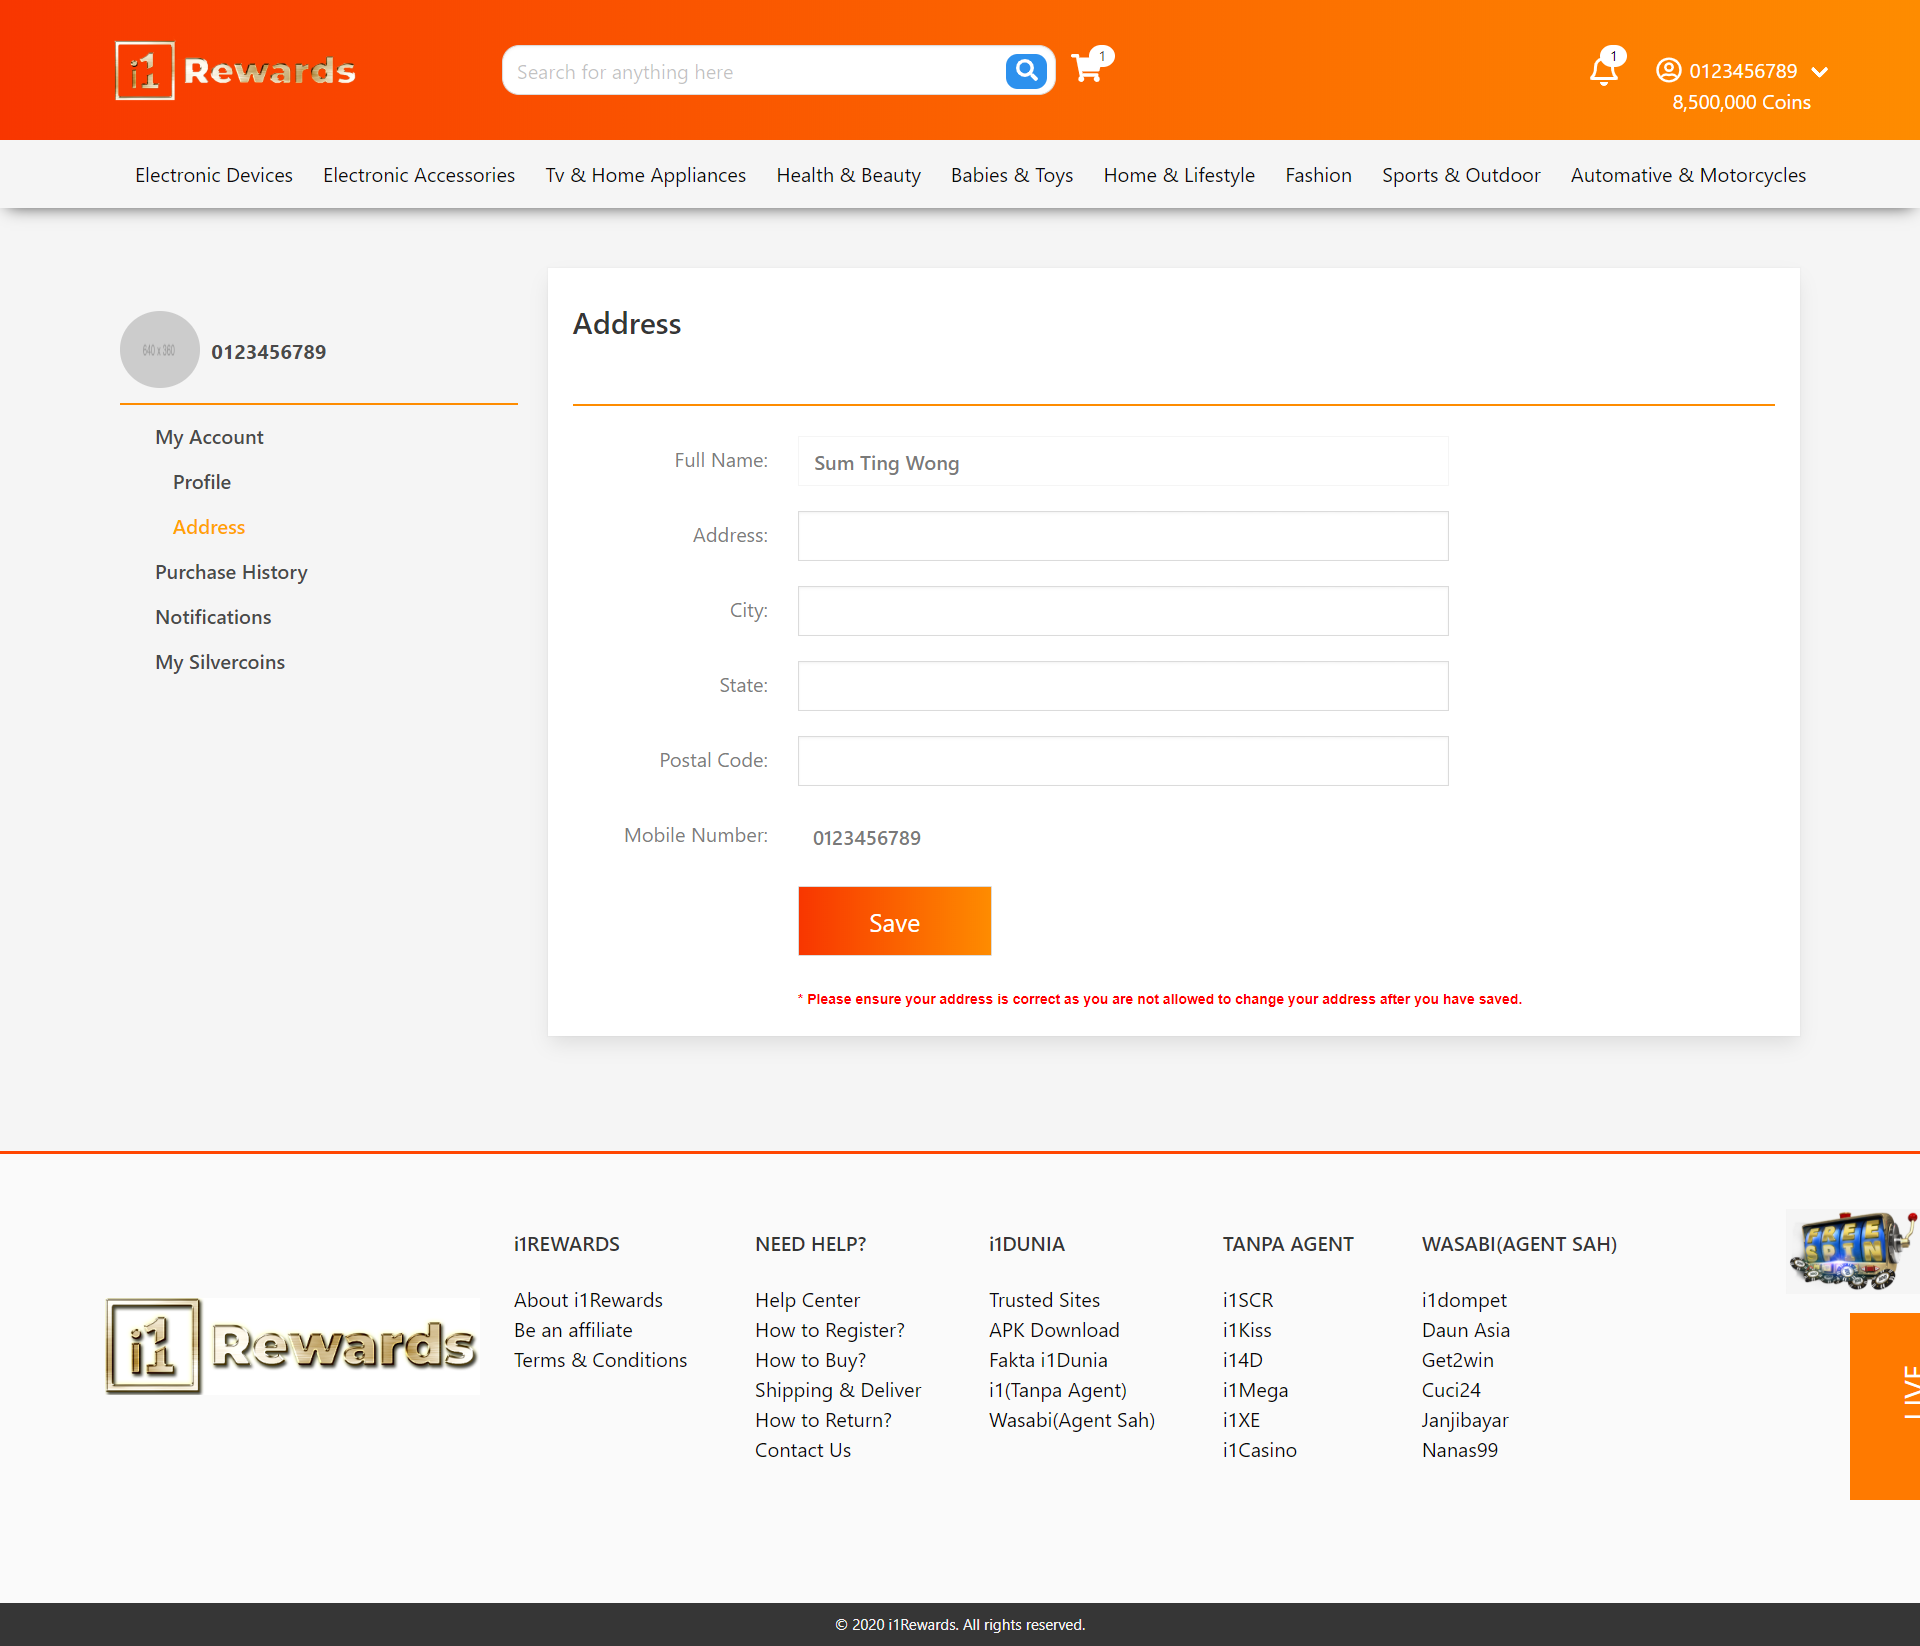 i1 Rewards
Search for anything here
1
1
0123456789
8,500,000 Coins
Electronic Devices
Electronic Accessories
Tv & Home Appliances
Health & Beauty
Babies & Toys
Home & Lifestyle
Fashion
Sports & Outdoor
Automative & Motorcycles
640 x 360
0123456789
My Account
Profile
Address
Purchase History
Notifications
My Silvercoins
Address
Full Name:
Sum Ting Wong
Address:
City:
State:
Postal Code:
Mobile Number:
0123456789
Save
* Please ensure your address is correct as you are not allowed to change your address after you have saved.
i1 Rewards
i1REWARDS
About i1Rewards
Be an affiliate
Terms & Conditions
NEED HELP?
Help Center
How to Register?
How to Buy?
Shipping & Deliver
How to Return?
Contact Us
i1DUNIA
Trusted Sites
APK Download
Fakta i1Dunia
i1(Tanpa Agent)
Wasabi(Agent Sah)
TANPA AGENT
i1SCR
i1Kiss
i14D
i1Mega
i1XE
i1Casino
WASABI(AGENT SAH)
i1dompet
Daun Asia
Get2win
Cuci24
Janjibayar
Nanas99
FREE
SPIN
LIVE
© 2020 i1Rewards. All rights reserved.